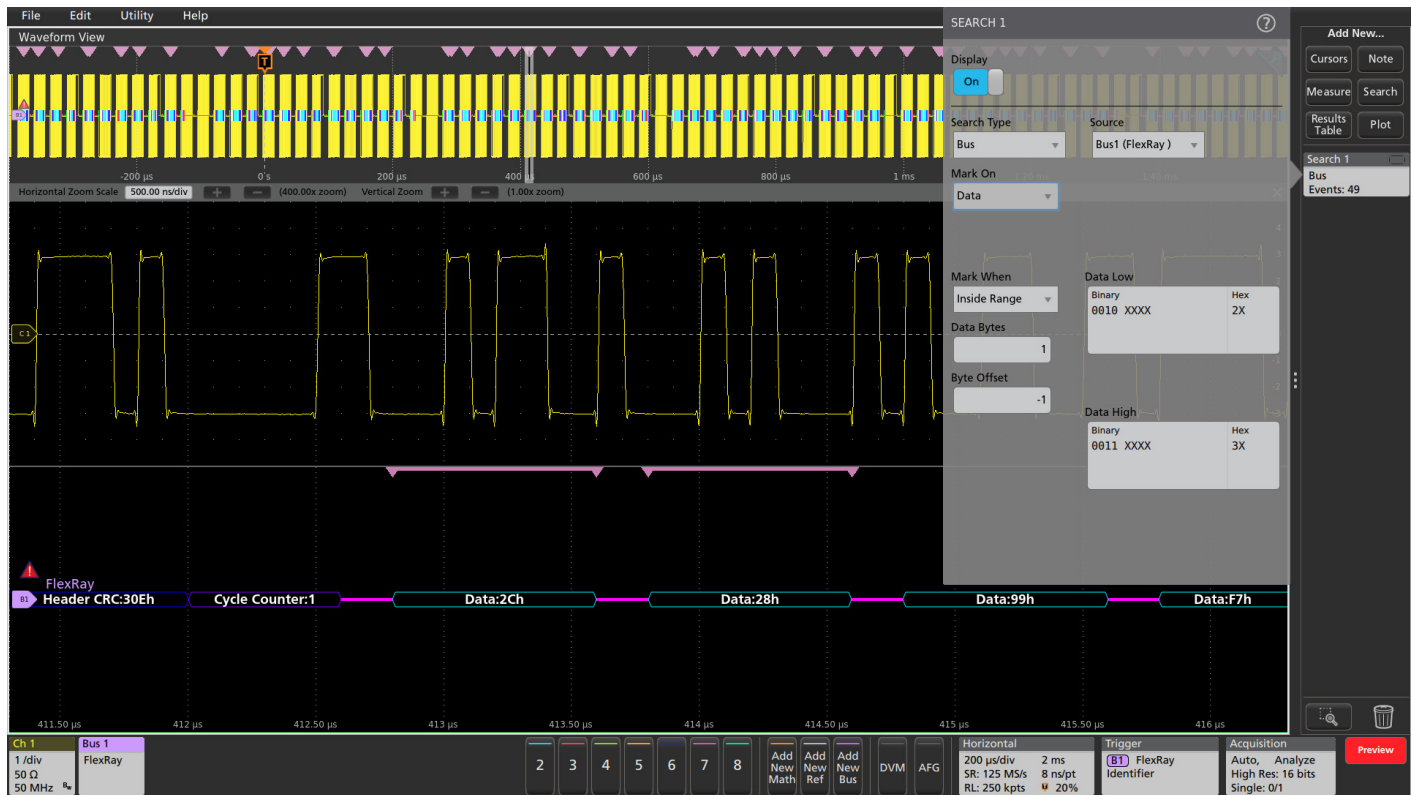 File Edit Utility Help
Waveform View
T
B1
-200 µs 0 s 200 µs 400 µs 600 µs 800 µs 1 ms
Horizontal Zoom Scale 500.00 ns/div + − (400.00x zoom) Vertical Zoom + − (1.00x zoom)
C1
4
3
-1
-2
-3
SEARCH 1 ?
Display
On
Search Type Source
Bus Bus1 (FlexRay )
Mark On
Data
Mark When Data Low
Inside Range Binary Hex
0010 XXXX 2X
Data Bytes
1
Byte Offset
-1
Data High
Binary Hex
0011 XXXX 3X
FlexRay
B1 Header CRC:30Eh Cycle Counter:1 Data:2Ch Data:28h Data:99h Data:F7h
411.50 µs 412 µs 412.50 µs 413 µs 413.50 µs 414 µs 414.50 µs 415 µs 415.50 µs 416 µs
Add New...
Cursors Note
Measure Search
Results Table Plot
Search 1
Bus
Events: 49
Ch 1
1 /div
50 Ω
50 MHz Bw
Bus 1
FlexRay
2 3 4 5 6 7 8
Add New Math
Add New Ref
Add New Bus
DVM AFG
Horizontal
200 µs/div 2 ms
SR: 125 MS/s 8 ns/pt
RL: 250 kpts 20%
Trigger
B1 FlexRay
Identifier
Acquisition
Auto, Analyze
High Res: 16 bits
Single: 0/1
Preview